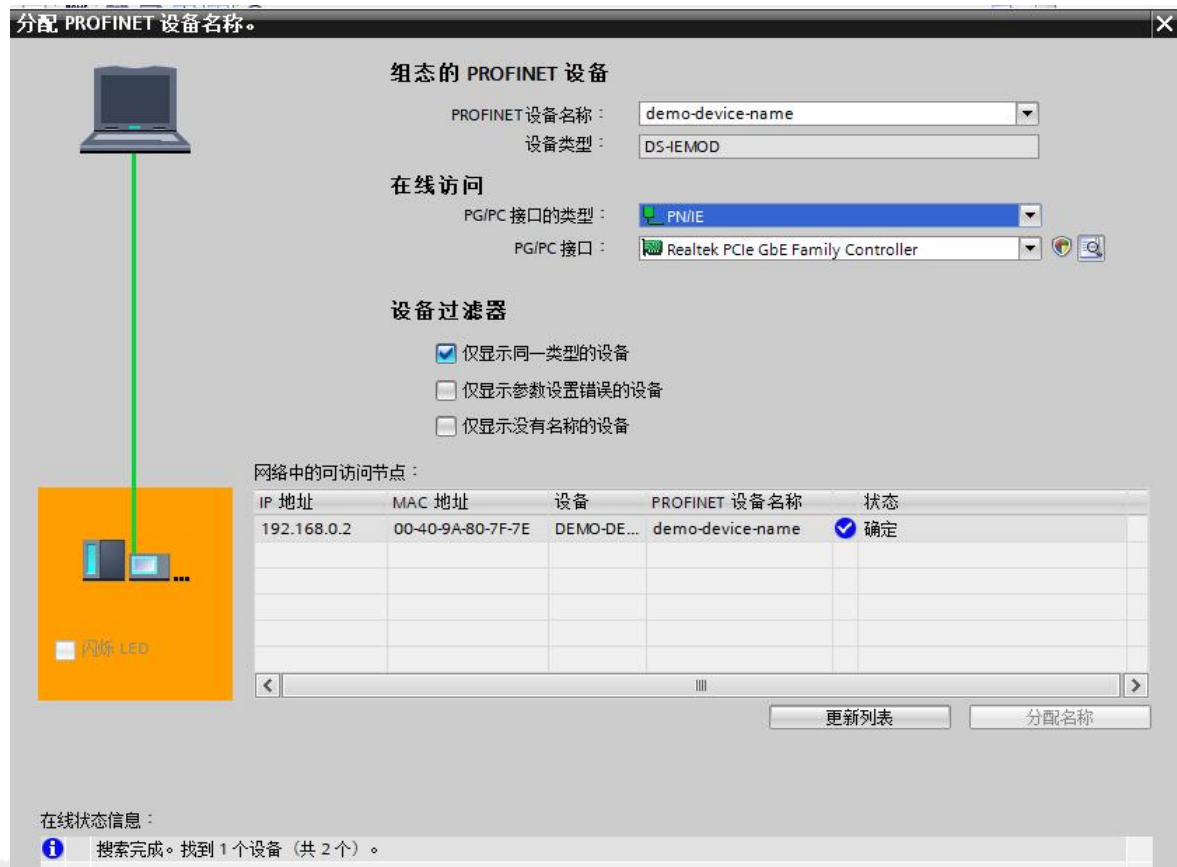 分配 PROFINET 设备名称。
组态的 PROFINET 设备
PROFINET设备名称： demo-device-name
设备类型： DS-IEMOD
在线访问
PG/PC 接口的类型： PN/IE
PG/PC 接口： Realtek PCIe GbE Family Controller
设备过滤器
仅显示同一类型的设备
仅显示参数设置错误的设备
仅显示没有名称的设备
网络中的可访问节点：
IP 地址 MAC 地址 设备 PROFINET 设备名称 状态
192.168.0.2 00-40-9A-80-7F-7E DEMO-DE... demo-device-name 确定
闪烁 LED
更新列表 分配名称
在线状态信息：
搜索完成。找到 1 个设备（共 2 个）。